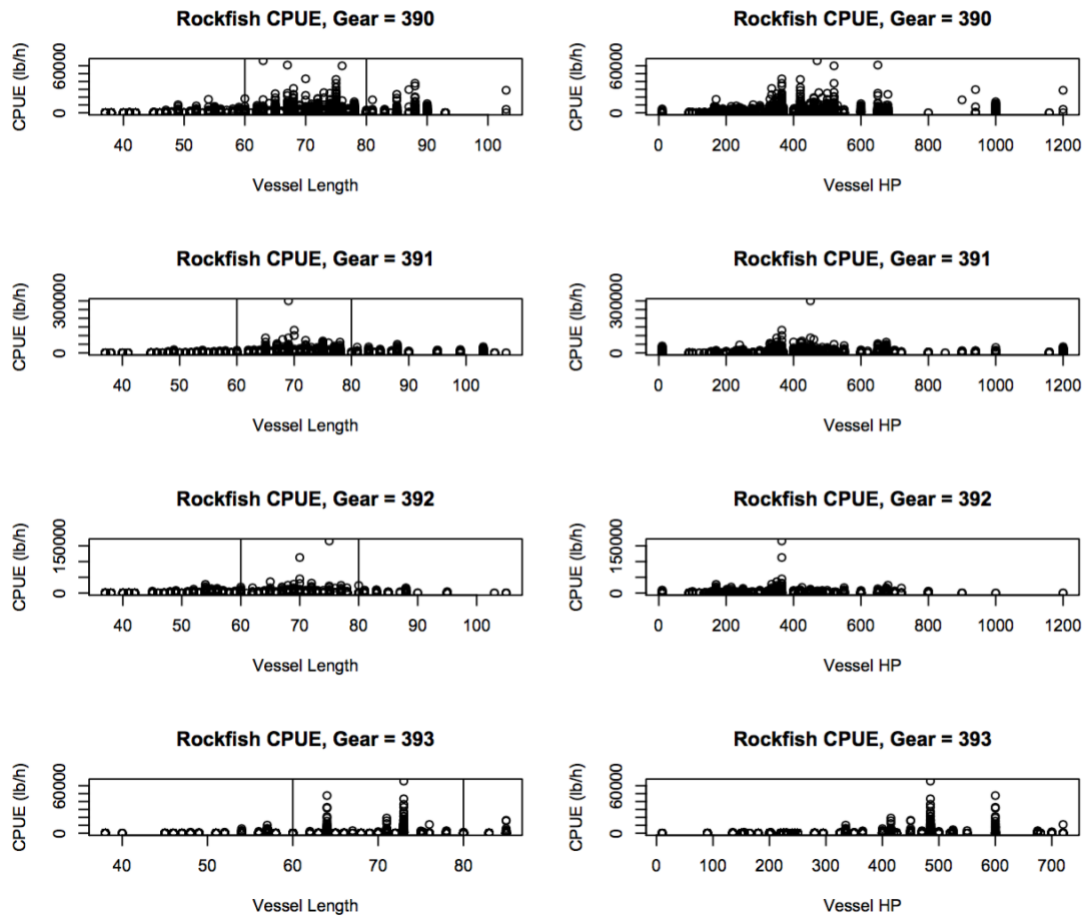 Rockfish CPUE, Gear = 390
CPUE (lb/h)
0 60000
40 50 60 70 80 90 100
Vessel Length
Rockfish CPUE, Gear = 390
CPUE (lb/h)
0 60000
0 200 400 600 800 1000 1200
Vessel HP
Rockfish CPUE, Gear = 391
CPUE (lb/h)
0 300000
40 50 60 70 80 90 100
Vessel Length
Rockfish CPUE, Gear = 391
CPUE (lb/h)
0 300000
0 200 400 600 800 1000 1200
Vessel HP
Rockfish CPUE, Gear = 392
CPUE (lb/h)
0 150000
40 50 60 70 80 90 100
Vessel Length
Rockfish CPUE, Gear = 392
CPUE (lb/h)
0 150000
0 200 400 600 800 1000 1200
Vessel HP
Rockfish CPUE, Gear = 393
CPUE (lb/h)
0 60000
40 50 60 70 80
Vessel Length
Rockfish CPUE, Gear = 393
CPUE (lb/h)
0 60000
0 100 200 300 400 500 600 700
Vessel HP